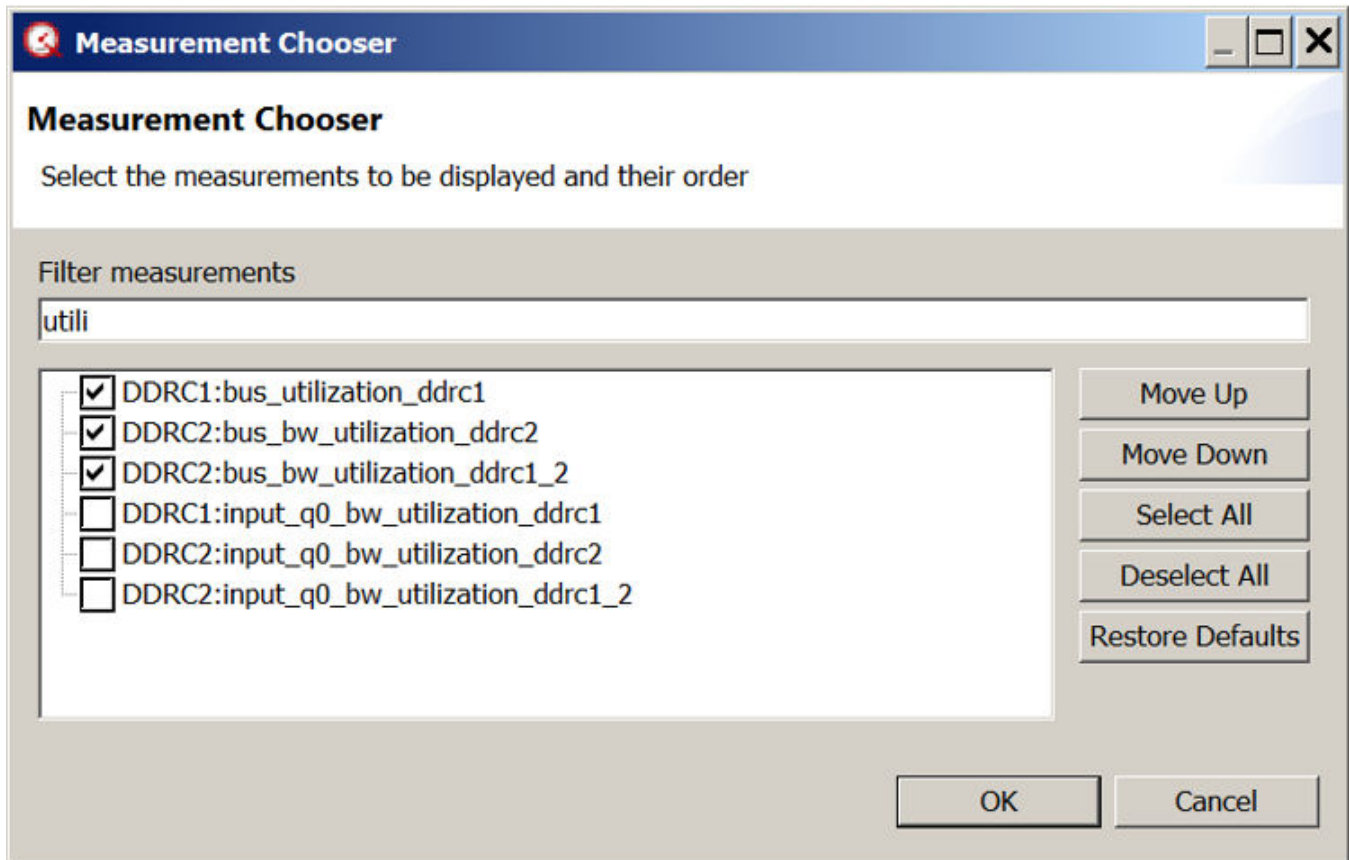 Measurement Chooser
Measurement Chooser
Select the measurements to be displayed and their order
Filter measurements
utili
DDRC1:bus_utilization_ddrc1
DDRC2:bus_bw_utilization_ddrc2
DDRC2:bus_bw_utilization_ddrc1_2
DDRC1:input_q0_bw_utilization_ddrc1
DDRC2:input_q0_bw_utilization_ddrc2
DDRC2:input_q0_bw_utilization_ddrc1_2
Move Up
Move Down
Select All
Deselect All
Restore Defaults
OK
Cancel